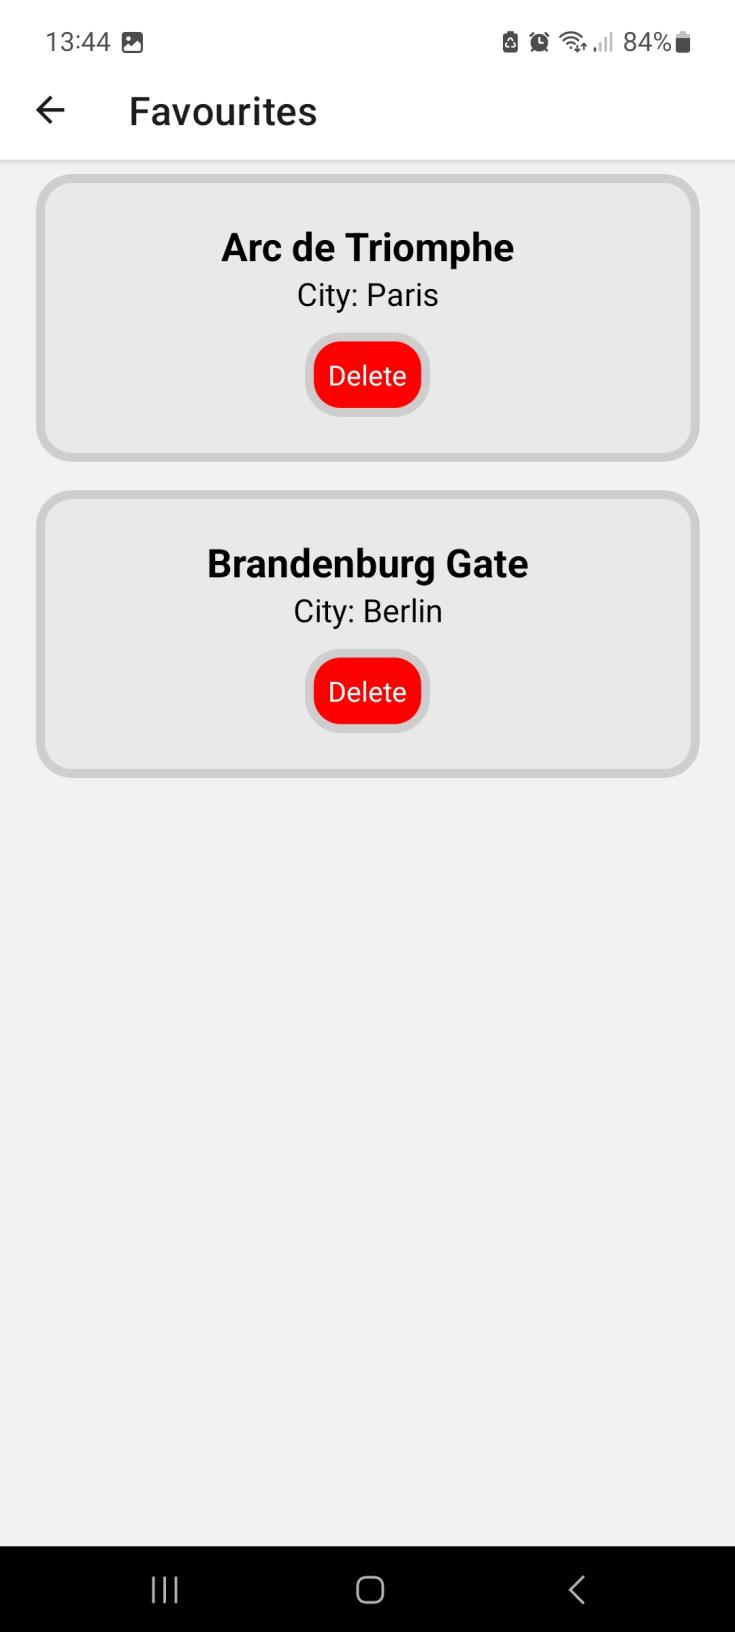 13:44 84%
Favourites
Arc de Triomphe
City: Paris
Delete
Brandenburg Gate
City: Berlin
Delete